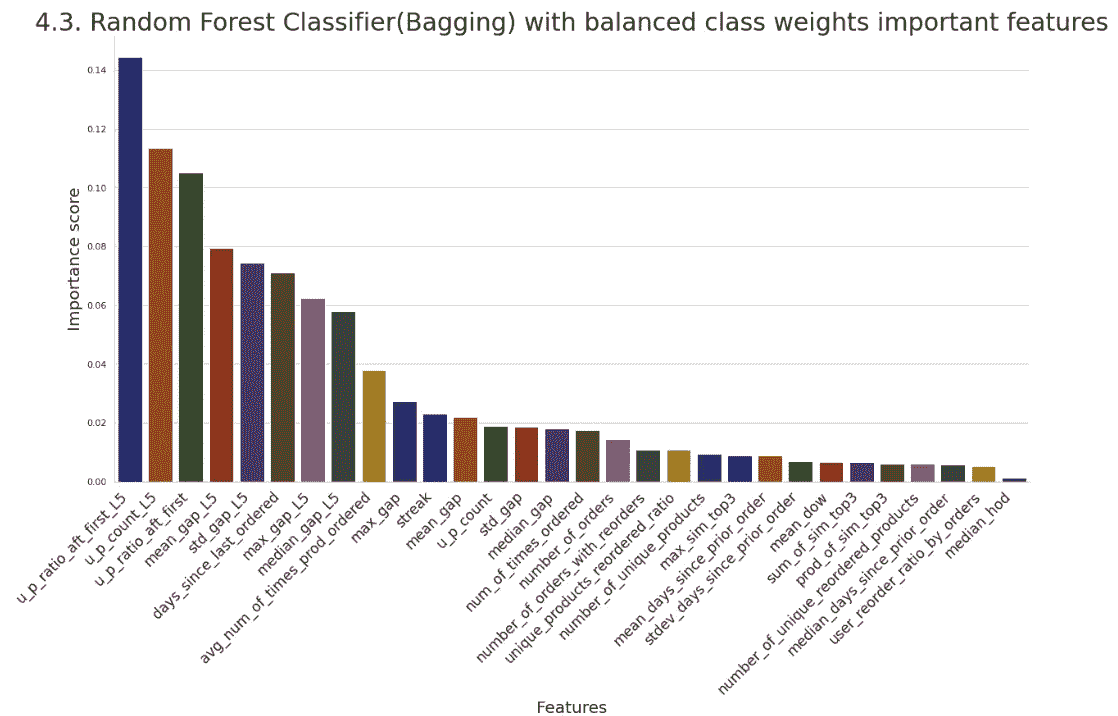 4.3. Random Forest Classifier(Bagging) with balanced class weights important features
Importance score
0.14
0.12
0.10
0.08
0.06
0.04
0.02
0.00
u_p_ratio_aft_first_L5
u_p_count_L5
u_p_ratio_aft_first
mean_gap_L5
std_gap_L5
days_since_last_ordered
max_gap_L5
median_gap_L5
avg_num_of_times_prod_ordered
max_gap
streak
mean_gap
u_p_count
std_gap
median_gap
num_of_times_ordered
number_of_orders
number_of_orders_with_reorders
unique_products_reordered_ratio
number_of_unique_products
max_sim_top3
mean_days_since_prior_order
stdev_days_since_prior_order
mean_dow
sum_of_sim_top3
prod_of_sim_top3
number_of_unique_reordered_products
median_days_since_prior_order
user_reorder_ratio_by_orders
median_hod
Features